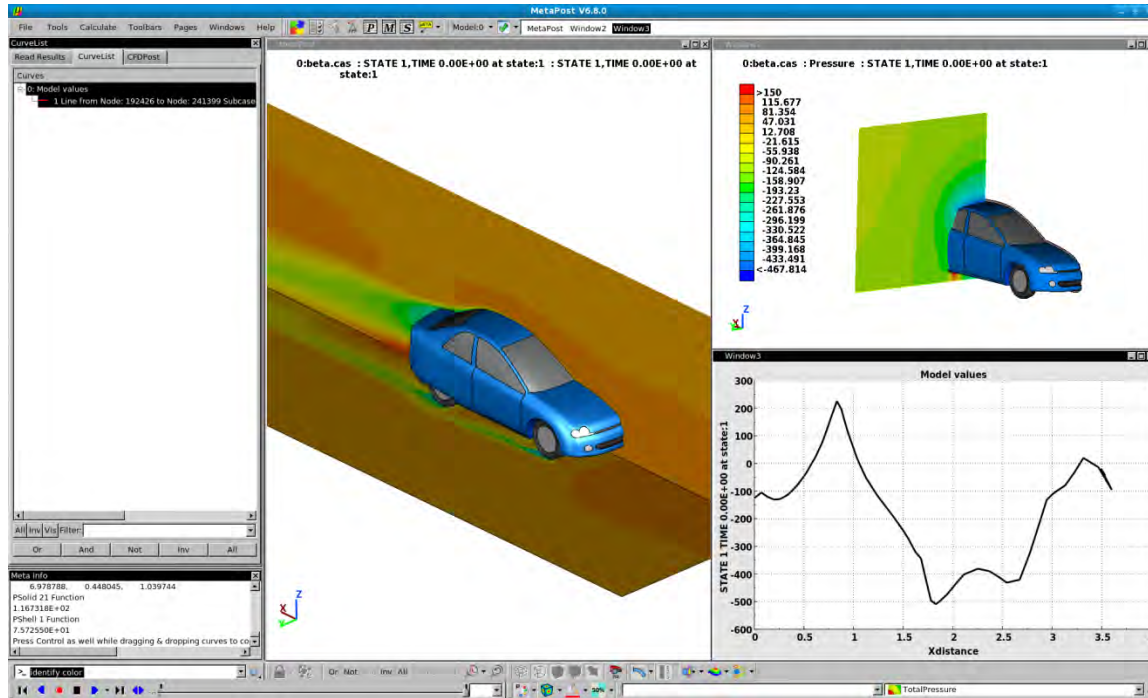 MetaPost V6.8.0
File Tools Calculate Toolbars Pages Windows Help
P M S
Model:0
MetaPost Window2 Window3
CurveList
Read Results CurveList CFDPost
Curves
0: Model values
1 Line from Node: 192426 to Node: 241399 Subcase
All Inv Vis Filter:
Or And Not Inv All
Meta Info
6.978788, 0.448045, 1.039744
PSolid 21 Function
1.167318E+02
PShell 1 Function
7.572550E+01
Press Control as well while dragging & dropping curves to co
MetaPost
0:beta.cas : STATE 1,TIME 0.00E+00 at state:1 : STATE 1,TIME 0.00E+00 at
state:1
X Y Z
0:beta.cas : Pressure : STATE 1,TIME 0.00E+00 at state:1
>150
115.677
81.354
47.031
12.708
-21.615
-55.938
-90.261
-124.584
-158.907
-193.23
-227.553
-261.876
-296.199
-330.522
-364.845
-399.168
-433.491
<-467.814
Z
X
Window3
Model values
300
200
100
0
-100
-200
-300
-400
-500
-600
STATE 1 TIME 0.00E+00 at state:1
0 0.5 1 1.5 2 2.5 3 3.5
Xdistance
>_ identify color
Or Not Inv All
50%
TotalPressure